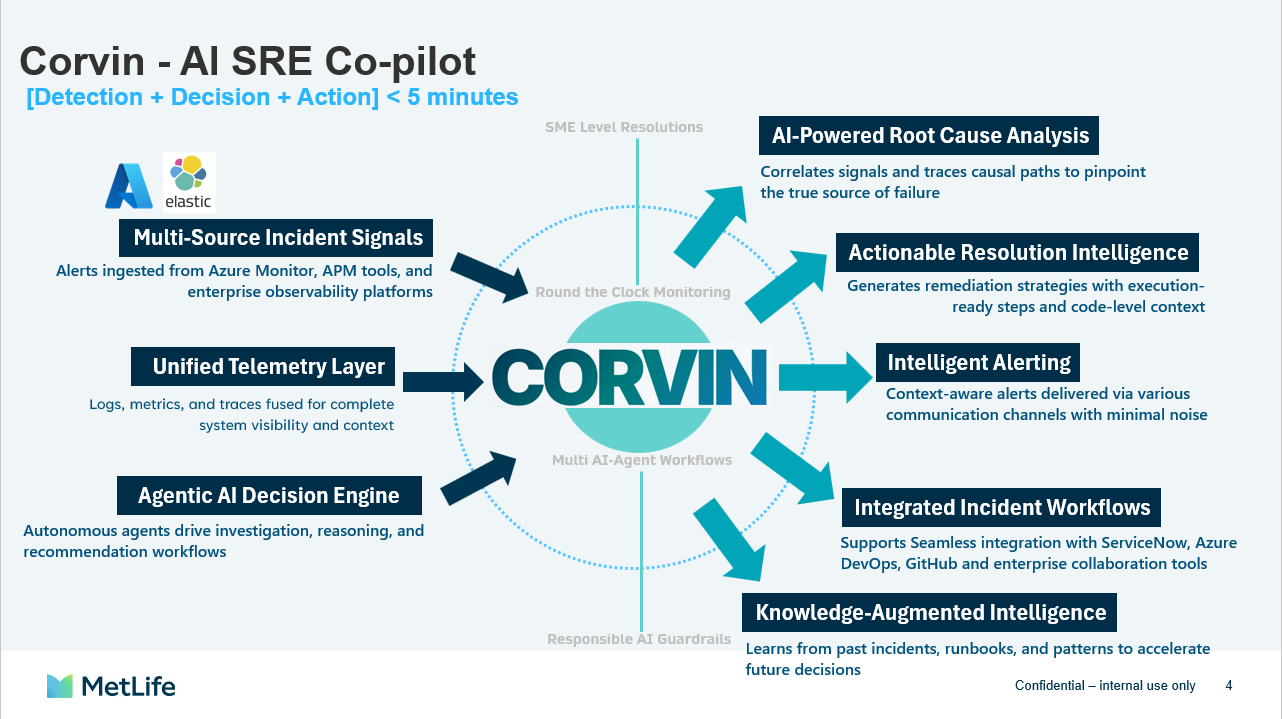 Corvin - AI SRE Co-pilot
[Detection + Decision + Action] < 5 minutes
elastic
Multi-Source Incident Signals
Alerts ingested from Azure Monitor, APM tools, and
enterprise observability platforms
Unified Telemetry Layer
Logs, metrics, and traces fused for complete
system visibility and context
Agentic AI Decision Engine
Autonomous agents drive investigation, reasoning, and
recommendation workflows
SME Level Resolutions
Round the Clock Monitoring
CORVIN
Multi AI-Agent Workflows
Responsible AI Guardrails
AI-Powered Root Cause Analysis
Correlates signals and traces causal paths to pinpoint
the true source of failure
Actionable Resolution Intelligence
Generates remediation strategies with execution-
ready steps and code-level context
Intelligent Alerting
Context-aware alerts delivered via various
communication channels with minimal noise
Integrated Incident Workflows
Supports Seamless integration with ServiceNow, Azure
DevOps, GitHub and enterprise collaboration tools
Knowledge-Augmented Intelligence
Learns from past incidents, runbooks, and patterns to accelerate
future decisions
MetLife
Confidential – internal use only
4